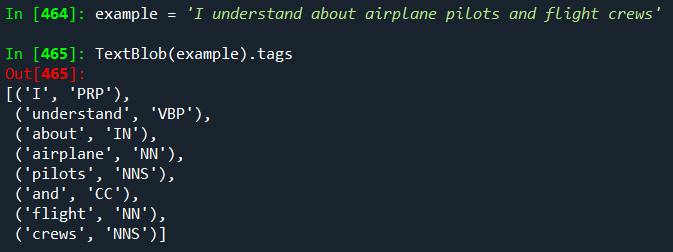 In [464]: example = 'I understand about airplane pilots and flight crews'
In [465]: TextBlob(example).tags
Out[465]:
[('I', 'PRP'),
 ('understand', 'VBP'),
 ('about', 'IN'),
 ('airplane', 'NN'),
 ('pilots', 'NNS'),
 ('and', 'CC'),
 ('flight', 'NN'),
 ('crews', 'NNS')]